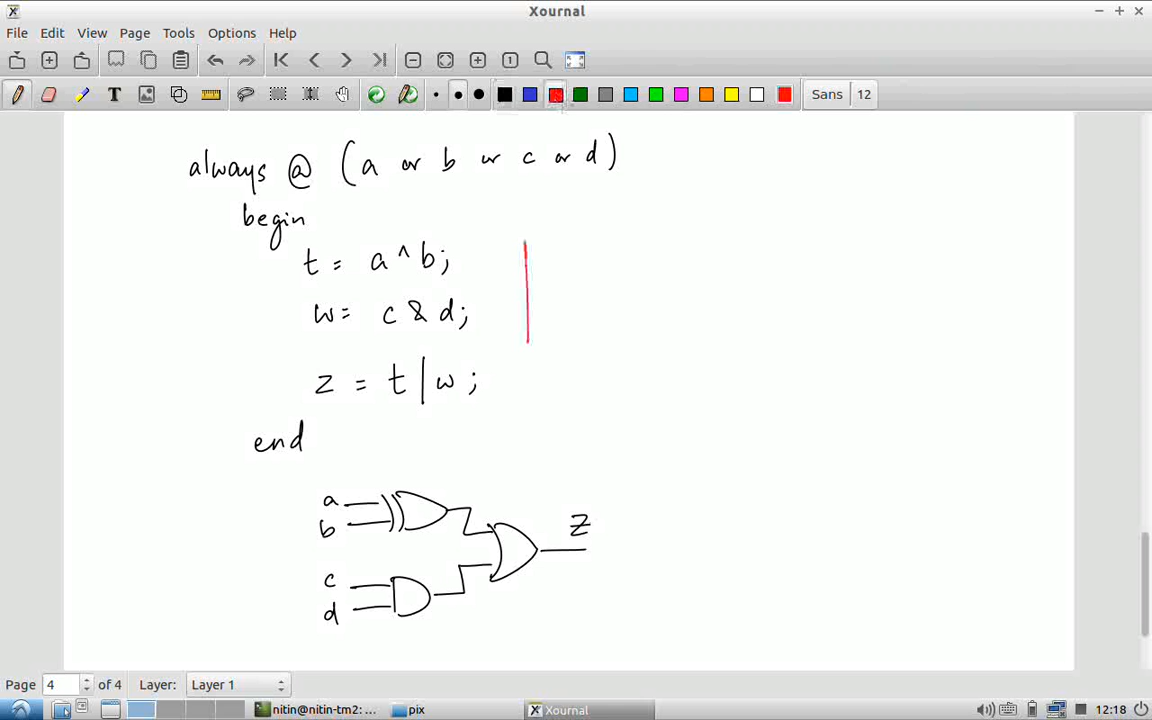 Xournal
File Edit View Page Tools Options Help
T Sans 12
always @ (a or b or c or d)
begin
t = a ^ b;
w = c & d;
z = t | w ;
end
a
b
z
c
d
Page 4 of 4 Layer: Layer 1
nitin@nitin-tm2: ... pix Xournal 12:18